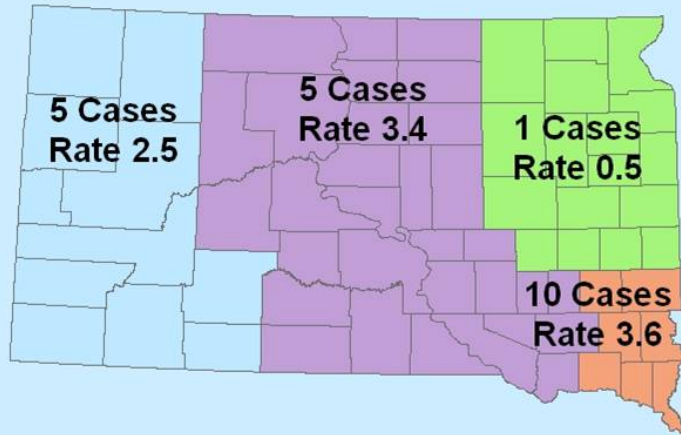 5 Cases
Rate 2.5
5 Cases
Rate 3.4
1 Cases
Rate 0.5
10 Cases
Rate 3.6